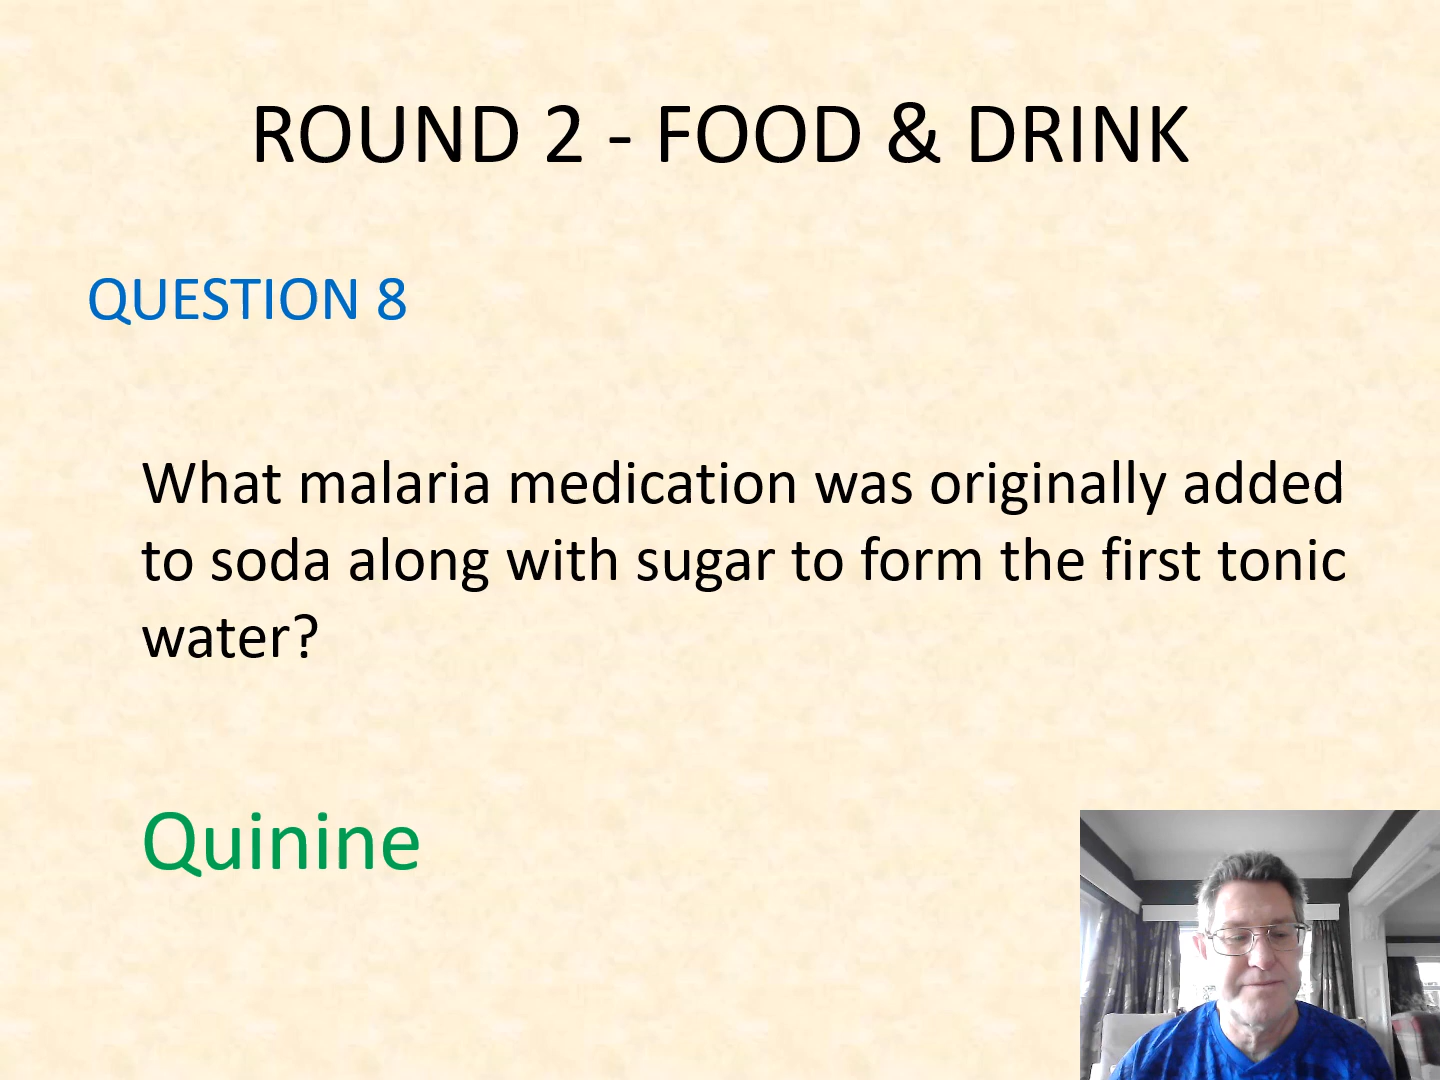 ROUND 2 - FOOD & DRINK
QUESTION 8
What malaria medication was originally added
to soda along with sugar to form the first tonic
water?
Quinine